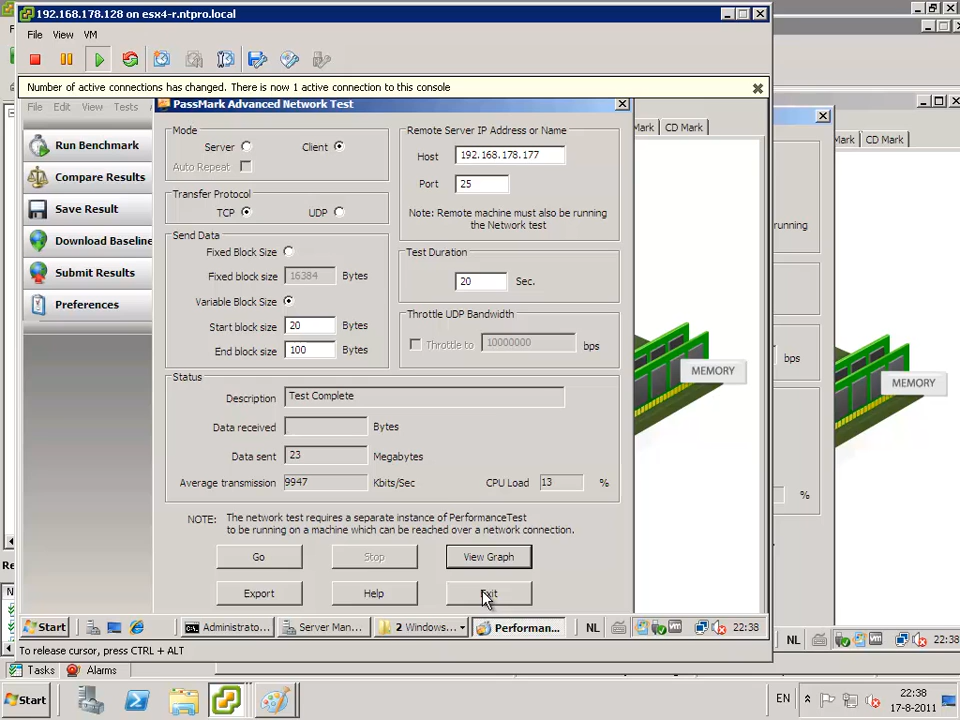 192.168.178.128 on esx4-r.ntpro.local
File View VM
Number of active connections has changed. There is now 1 active connection to this console
File Edit View Tests
PassMark Advanced Network Test
Mark CD Mark
Mark CD Mark
Run Benchmark
Compare Results
Save Result
Download Baseline
Submit Results
Preferences
Mode
Server Client
Auto Repeat
Transfer Protocol
TCP UDP
Send Data
Fixed Block Size
Fixed block size 16384 Bytes
Variable Block Size
Start block size 20 Bytes
End block size 100 Bytes
Remote Server IP Address or Name
Host 192.168.178.177
Port 25
Note: Remote machine must also be running
the Network test
running
Test Duration
20 Sec.
Throttle UDP Bandwidth
Throttle to 10000000 bps
bps
MEMORY
MEMORY
Status
Description Test Complete
Data received Bytes
Data sent 23 Megabytes
Average transmission 9947 Kbits/Sec CPU Load 13 %
%
NOTE: The network test requires a separate instance of PerformanceTest
to be running on a machine which can be reached over a network connection.
Go Stop View Graph
Export Help Exit
Start Administrato... Server Man... 2 Windows... Performan... NL 22:38
NL 22:38
To release cursor, press CTRL + ALT
Tasks Alarms
Start EN 22:38
17-8-2011